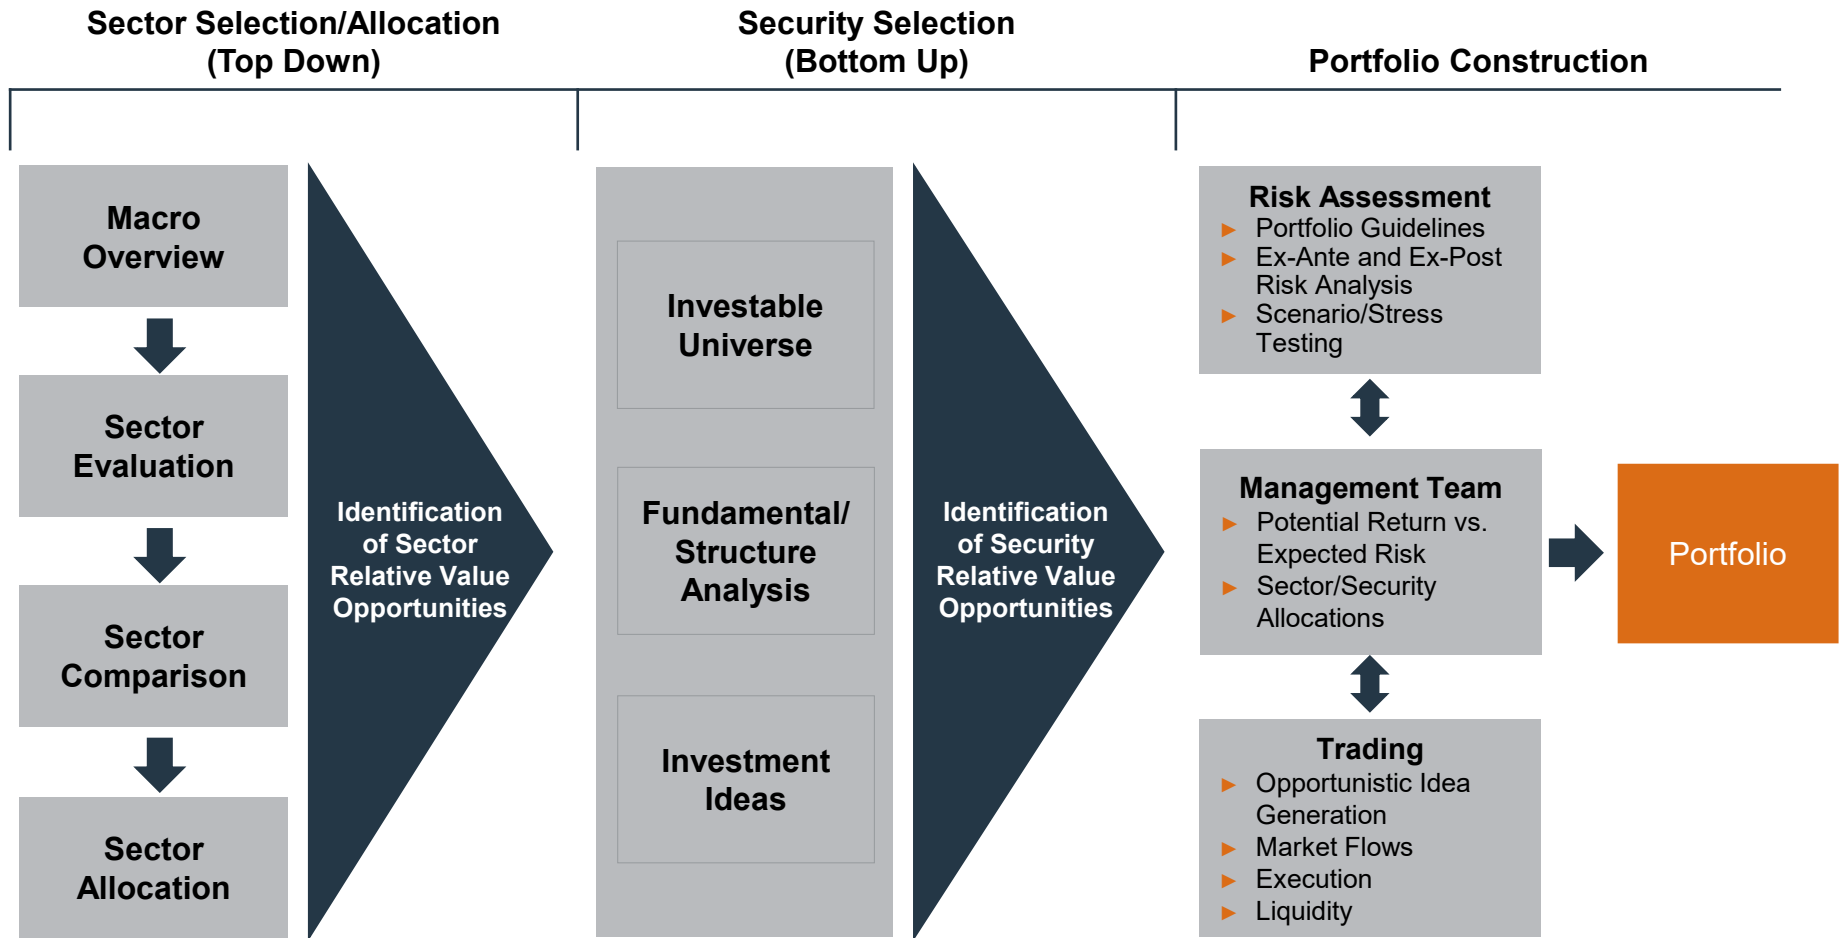 Sector Selection/Allocation
(Top Down)
Security Selection
(Bottom Up)
Portfolio Construction
Macro
Overview
Sector
Evaluation
Sector
Comparison
Sector
Allocation
Identification
of Sector
Relative Value
Opportunities
Investable
Universe
Fundamental/
Structure
Analysis
Investment
Ideas
Identification
of Security
Relative Value
Opportunities
Risk Assessment
► Portfolio Guidelines
► Ex-Ante and Ex-Post
Risk Analysis
► Scenario/Stress
Testing
Management Team
► Potential Return vs.
Expected Risk
► Sector/Security
Allocations
Trading
► Opportunistic Idea
Generation
► Market Flows
► Execution
► Liquidity
Portfolio